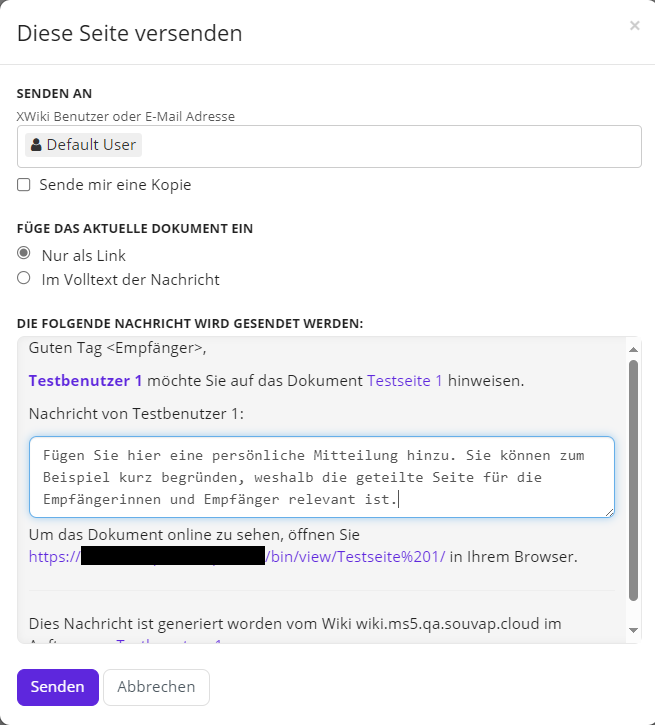 Diese Seite versenden
×
SENDEN AN
XWiki Benutzer oder E-Mail Adresse
Default User
Sende mir eine Kopie
FÜGE DAS AKTUELLE DOKUMENT EIN
Nur als Link
Im Volltext der Nachricht
DIE FOLGENDE NACHRICHT WIRD GESENDET WERDEN:
Guten Tag <Empfänger>,
Testbenutzer 1 möchte Sie auf das Dokument Testseite 1 hinweisen.
Nachricht von Testbenutzer 1:
Fügen Sie hier eine persönliche Mitteilung hinzu. Sie können zum
Beispiel kurz begründen, weshalb die geteilte Seite für die
Empfängerinnen und Empfänger relevant ist.
Um das Dokument online zu sehen, öffnen Sie
https:// /bin/view/Testseite%201/ in Ihrem Browser.
Dies Nachricht ist generiert worden vom Wiki wiki.ms5.qa.souvap.cloud im
Senden
Abbrechen